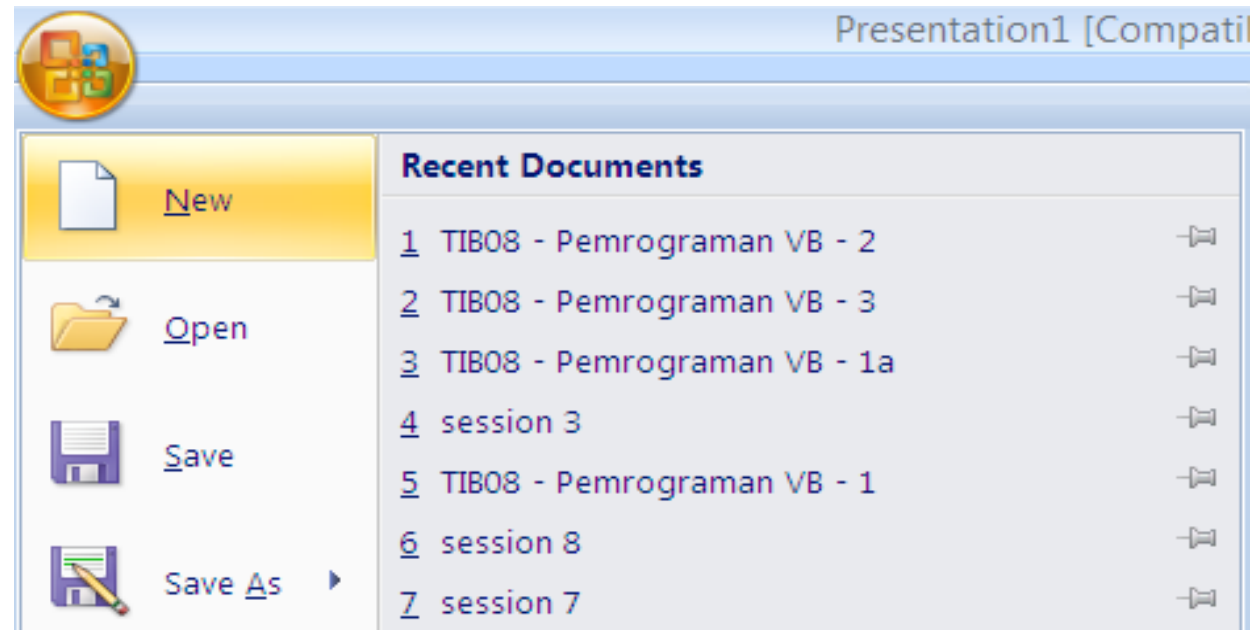 Presentation1 [Compatil
New
Open
Save
Save As
Recent Documents
1 TIB08 - Pemrograman VB - 2
2 TIB08 - Pemrograman VB - 3
3 TIB08 - Pemrograman VB - 1a
4 session 3
5 TIB08 - Pemrograman VB - 1
6 session 8
7 session 7